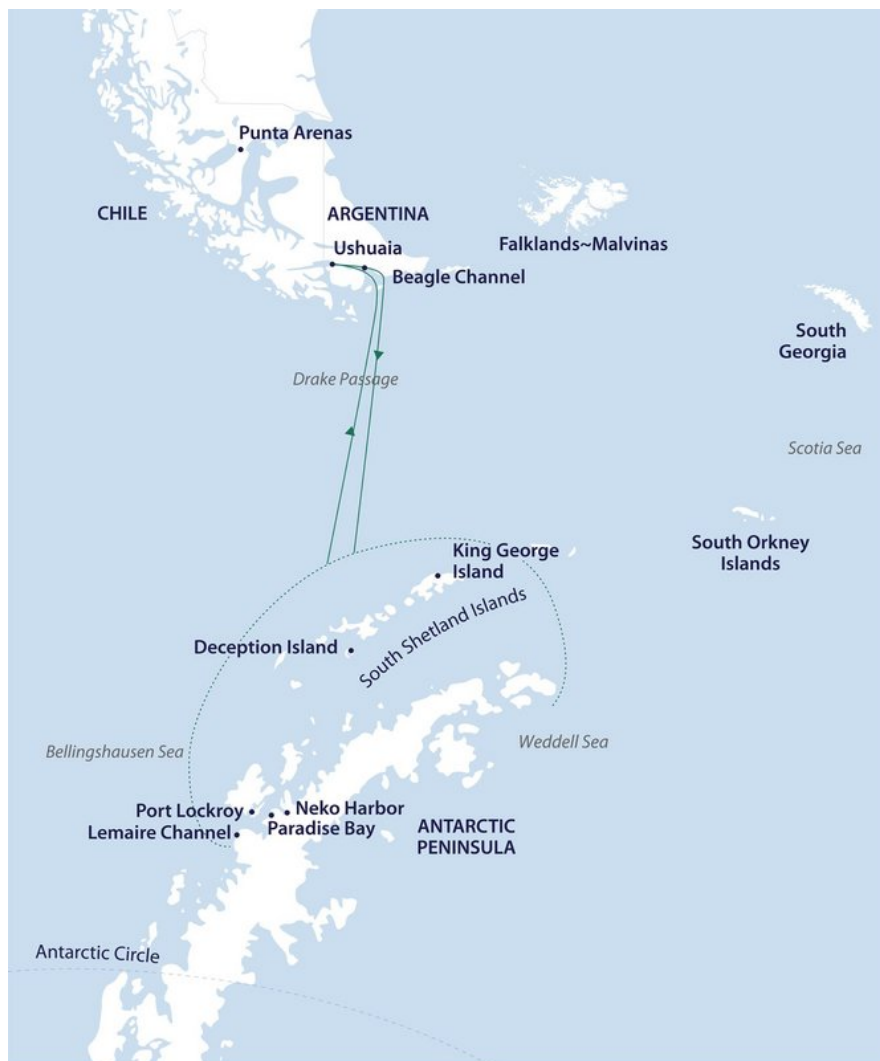 Punta Arenas
CHILE
ARGENTINA
Ushuaia
Falklands~Malvinas
Beagle Channel
South
Georgia
Drake Passage
Scotia Sea
King George
Island
South Orkney
Islands
South Shetland Islands
Deception Island
Bellingshausen Sea
Weddell Sea
Port Lockroy
Neko Harbor
Lemaire Channel
Paradise Bay
ANTARCTIC
PENINSULA
Antarctic Circle